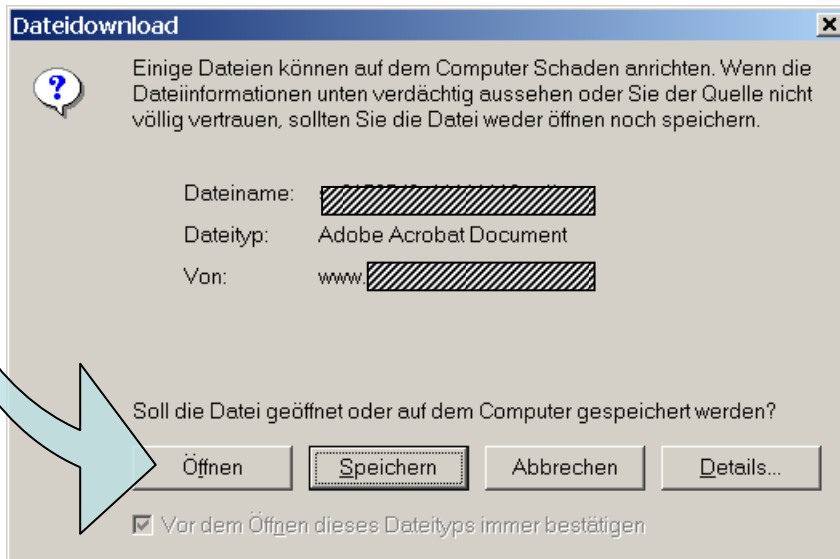 Dateidownload
Einige Dateien können auf dem Computer Schaden anrichten. Wenn die
Dateiinformationen unten verdächtig aussehen oder Sie der Quelle nicht
völlig vertrauen, sollten Sie die Datei weder öffnen noch speichern.
Dateiname:
Dateityp: Adobe Acrobat Document
Von: www.
Soll die Datei geöffnet oder auf dem Computer gespeichert werden?
Öffnen Speichern Abbrechen Details...
Vor dem Öffnen dieses Dateityps immer bestätigen